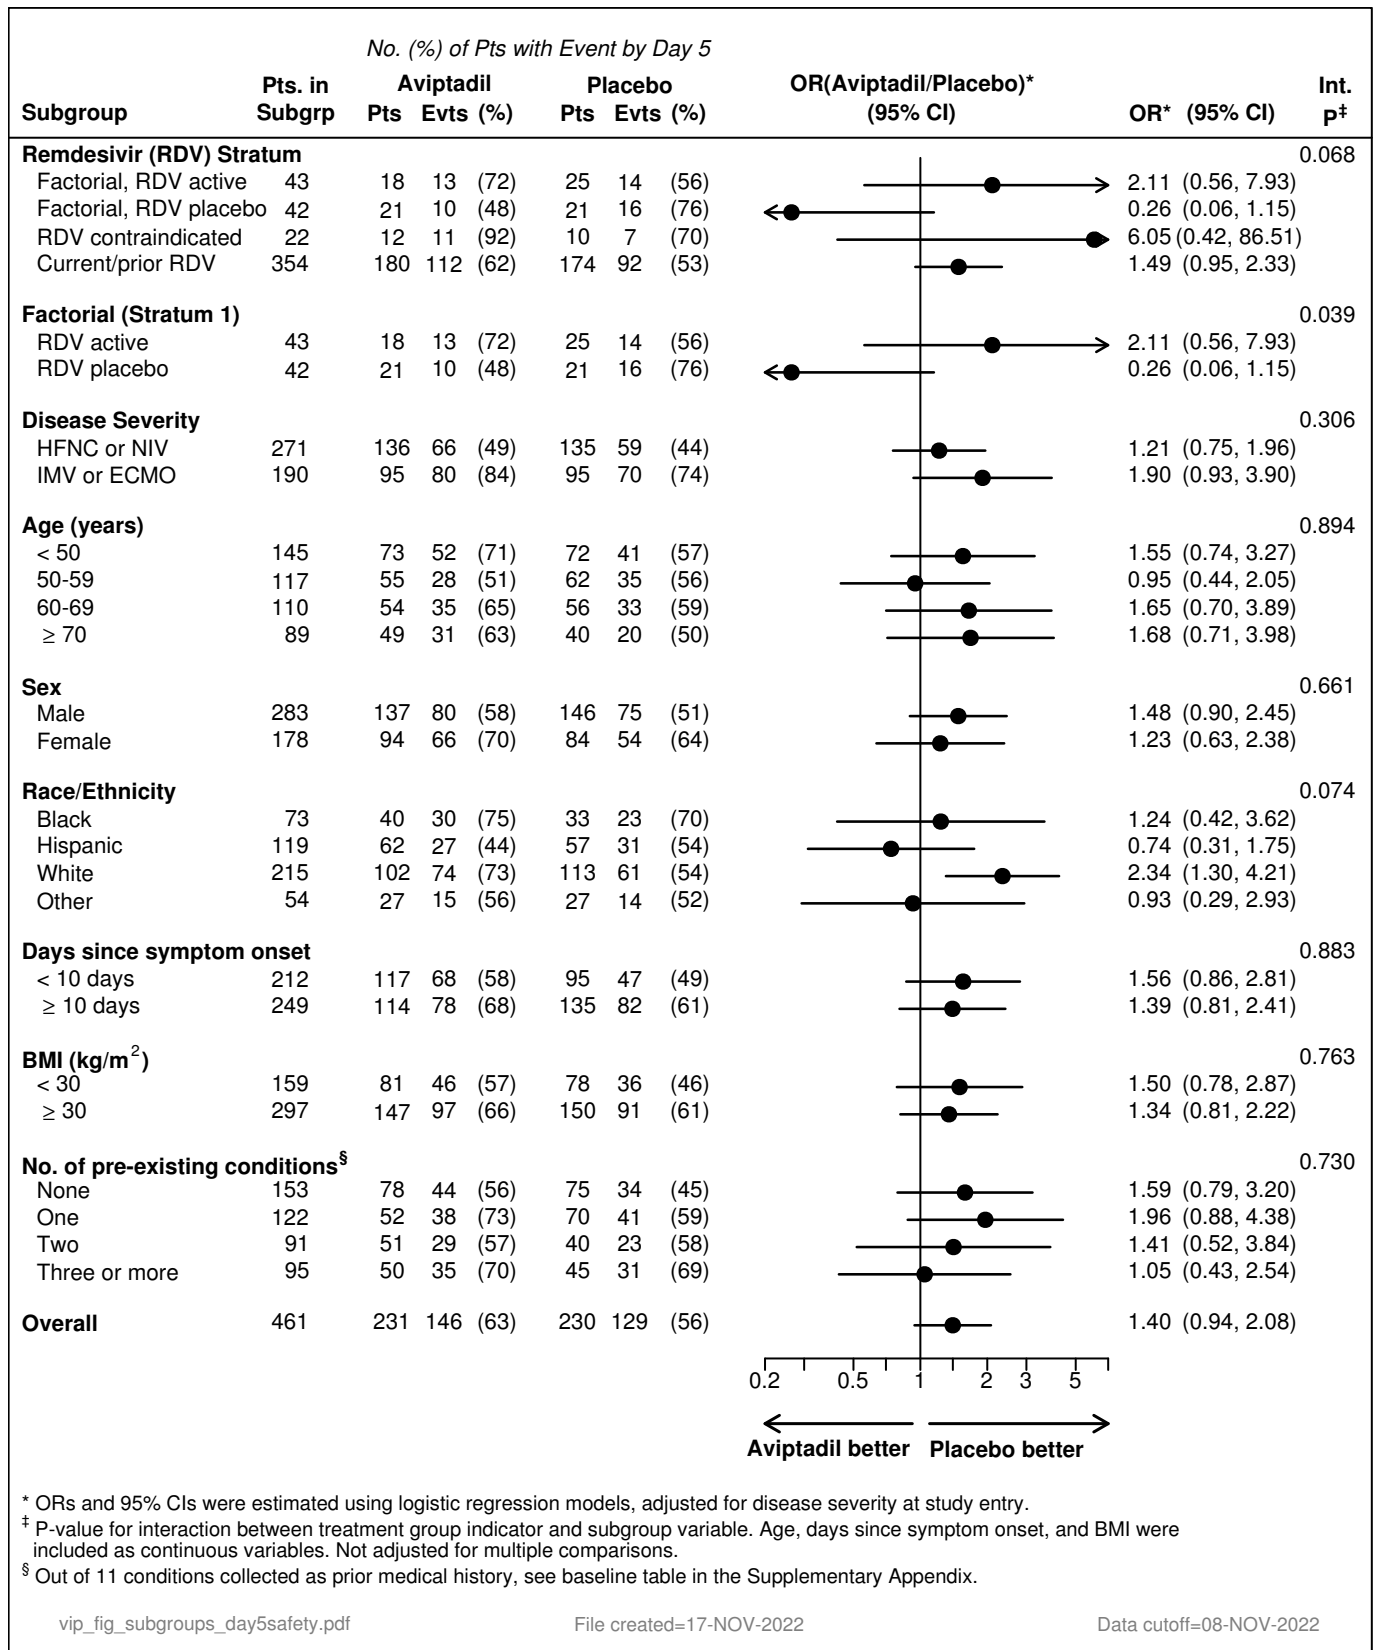 No. (%) of Pts with Event by Day 5
Pts. in Aviptadil Placebo OR(Aviptadil/Placebo)* Int.
Subgroup Subgrp Pts Evts (%) Pts Evts (%) (95% CI) OR* (95% CI) P‡
Remdesivir (RDV) Stratum 0.068
Factorial, RDV active 43 18 13 (72) 25 14 (56) 2.11 (0.56, 7.93)
Factorial, RDV placebo 42 21 10 (48) 21 16 (76) 0.26 (0.06, 1.15)
RDV contraindicated 22 12 11 (92) 10 7 (70) 6.05 (0.42, 86.51)
Current/prior RDV 354 180 112 (62) 174 92 (53) 1.49 (0.95, 2.33)
Factorial (Stratum 1) 0.039
RDV active 43 18 13 (72) 25 14 (56) 2.11 (0.56, 7.93)
RDV placebo 42 21 10 (48) 21 16 (76) 0.26 (0.06, 1.15)
Disease Severity 0.306
HFNC or NIV 271 136 66 (49) 135 59 (44) 1.21 (0.75, 1.96)
IMV or ECMO 190 95 80 (84) 95 70 (74) 1.90 (0.93, 3.90)
Age (years) 0.894
< 50 145 73 52 (71) 72 41 (57) 1.55 (0.74, 3.27)
50-59 117 55 28 (51) 62 35 (56) 0.95 (0.44, 2.05)
60-69 110 54 35 (65) 56 33 (59) 1.65 (0.70, 3.89)
≥ 70 89 49 31 (63) 40 20 (50) 1.68 (0.71, 3.98)
Sex 0.661
Male 283 137 80 (58) 146 75 (51) 1.48 (0.90, 2.45)
Female 178 94 66 (70) 84 54 (64) 1.23 (0.63, 2.38)
Race/Ethnicity 0.074
Black 73 40 30 (75) 33 23 (70) 1.24 (0.42, 3.62)
Hispanic 119 62 27 (44) 57 31 (54) 0.74 (0.31, 1.75)
White 215 102 74 (73) 113 61 (54) 2.34 (1.30, 4.21)
Other 54 27 15 (56) 27 14 (52) 0.93 (0.29, 2.93)
Days since symptom onset 0.883
< 10 days 212 117 68 (58) 95 47 (49) 1.56 (0.86, 2.81)
≥ 10 days 249 114 78 (68) 135 82 (61) 1.39 (0.81, 2.41)
BMI (kg/m²) 0.763
< 30 159 81 46 (57) 78 36 (46) 1.50 (0.78, 2.87)
≥ 30 297 147 97 (66) 150 91 (61) 1.34 (0.81, 2.22)
No. of pre-existing conditions§ 0.730
None 153 78 44 (56) 75 34 (45) 1.59 (0.79, 3.20)
One 122 52 38 (73) 70 41 (59) 1.96 (0.88, 4.38)
Two 91 51 29 (57) 40 23 (58) 1.41 (0.52, 3.84)
Three or more 95 50 35 (70) 45 31 (69) 1.05 (0.43, 2.54)
Overall 461 231 146 (63) 230 129 (56) 1.40 (0.94, 2.08)
0.2 0.5 1 2 3 5
Aviptadil better Placebo better
* ORs and 95% CIs were estimated using logistic regression models, adjusted for disease severity at study entry.
‡ P-value for interaction between treatment group indicator and subgroup variable. Age, days since symptom onset, and BMI were
included as continuous variables. Not adjusted for multiple comparisons.
§ Out of 11 conditions collected as prior medical history, see baseline table in the Supplementary Appendix.
vip_fig_subgroups_day5safety.pdf File created=17-NOV-2022 Data cutoff=08-NOV-2022